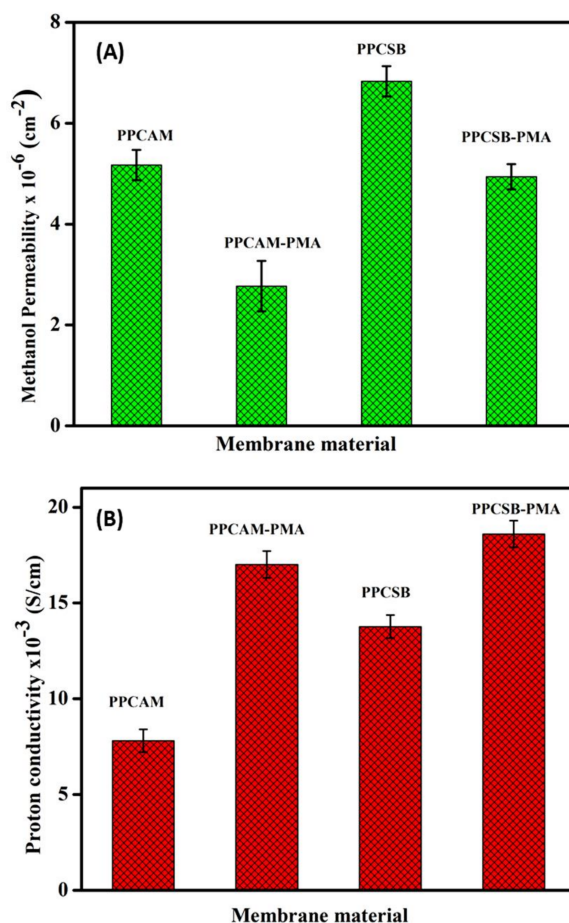 (A)
8
6
4
2
0
Methanol Permeability x 10⁻⁶ (cm⁻²)
PPCAM
PPCAM-PMA
PPCSB
PPCSB-PMA
Membrane material
(B)
20
15
10
5
0
Proton conductivity x10⁻³ (S/cm)
PPCAM
PPCAM-PMA
PPCSB
PPCSB-PMA
Membrane material